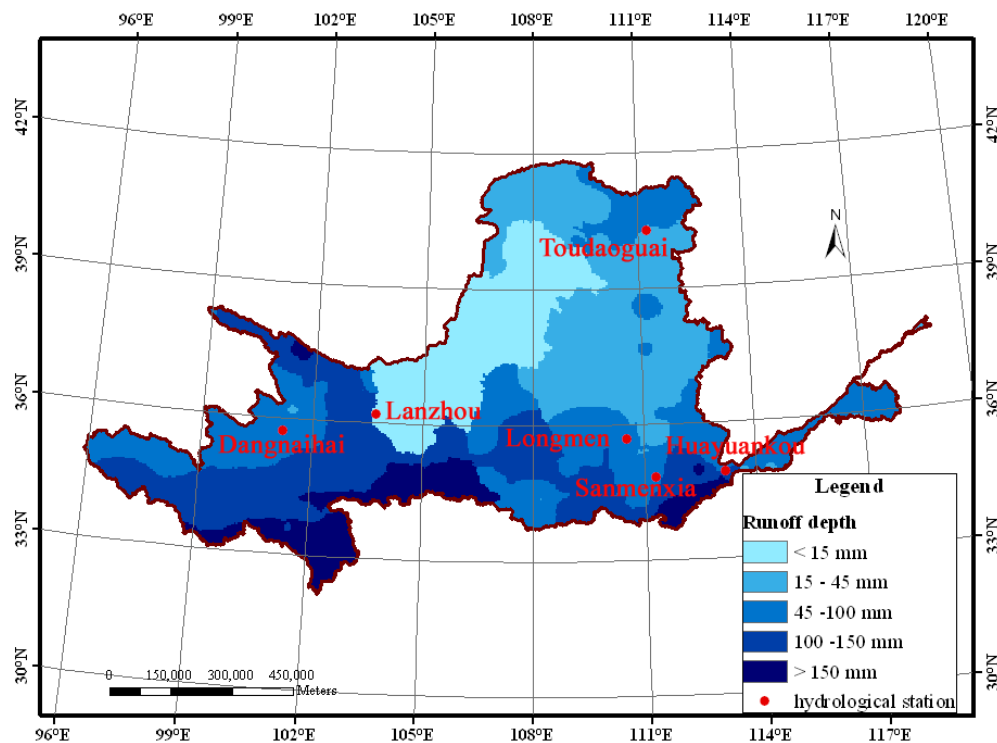 96°E 99°E 102°E 105°E 108°E 111°E 114°E 117°E 120°E
42°N 42°N
N
Toudaoguai
39°N 39°N
36°N 36°N
Lanzhou
Dangnaihai
Longmen
Huayuankou
Sanmenxia
33°N 33°N
Legend
Runoff depth
< 15 mm
15 - 45 mm
45 -100 mm
100 -150 mm
> 150 mm
hydrological station
30°N 30°N
0 150,000 300,000 450,000
Meters
96°E 99°E 102°E 105°E 108°E 111°E 114°E 117°E